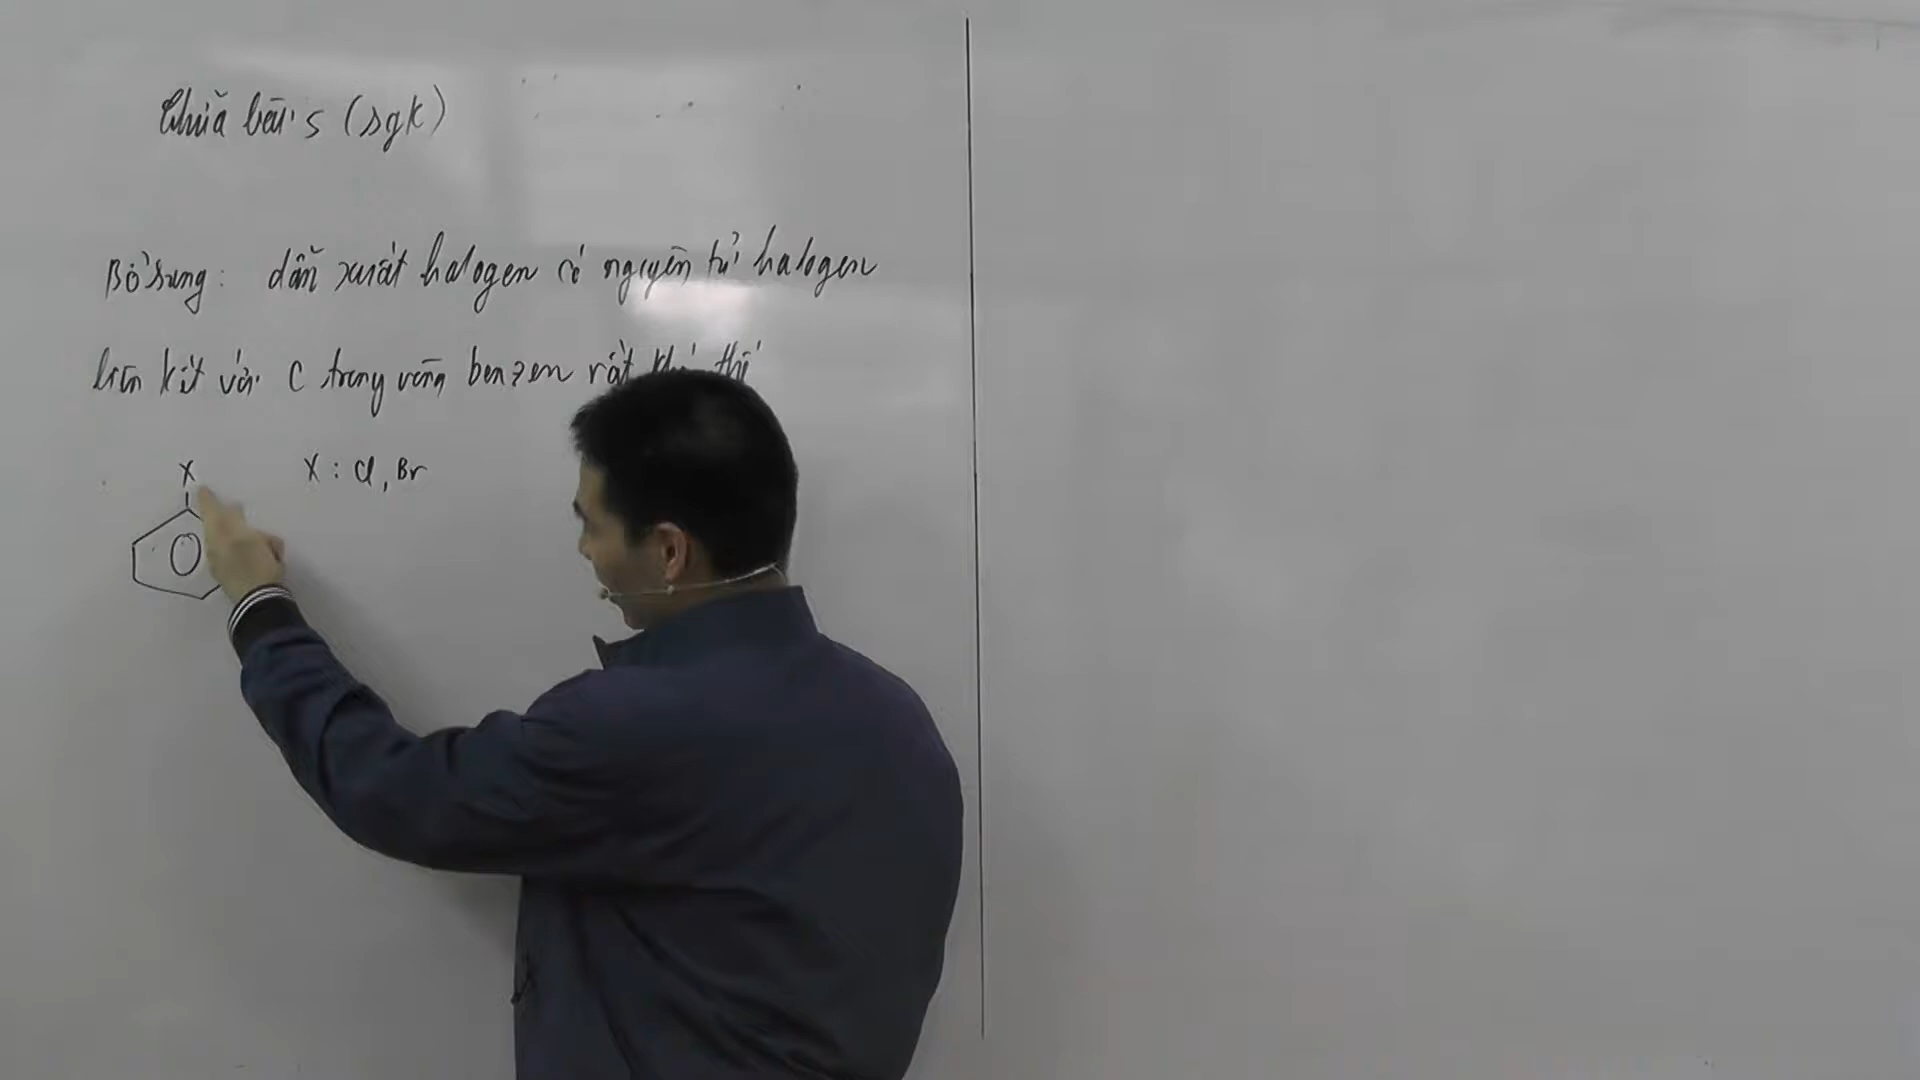 Chữa bài 5 (sgk)
Bổ sung: dẫn xuất halogen có nguyên tử halogen
liên kết với C trong vòng benzen rất khó thế
X X : Cl, Br